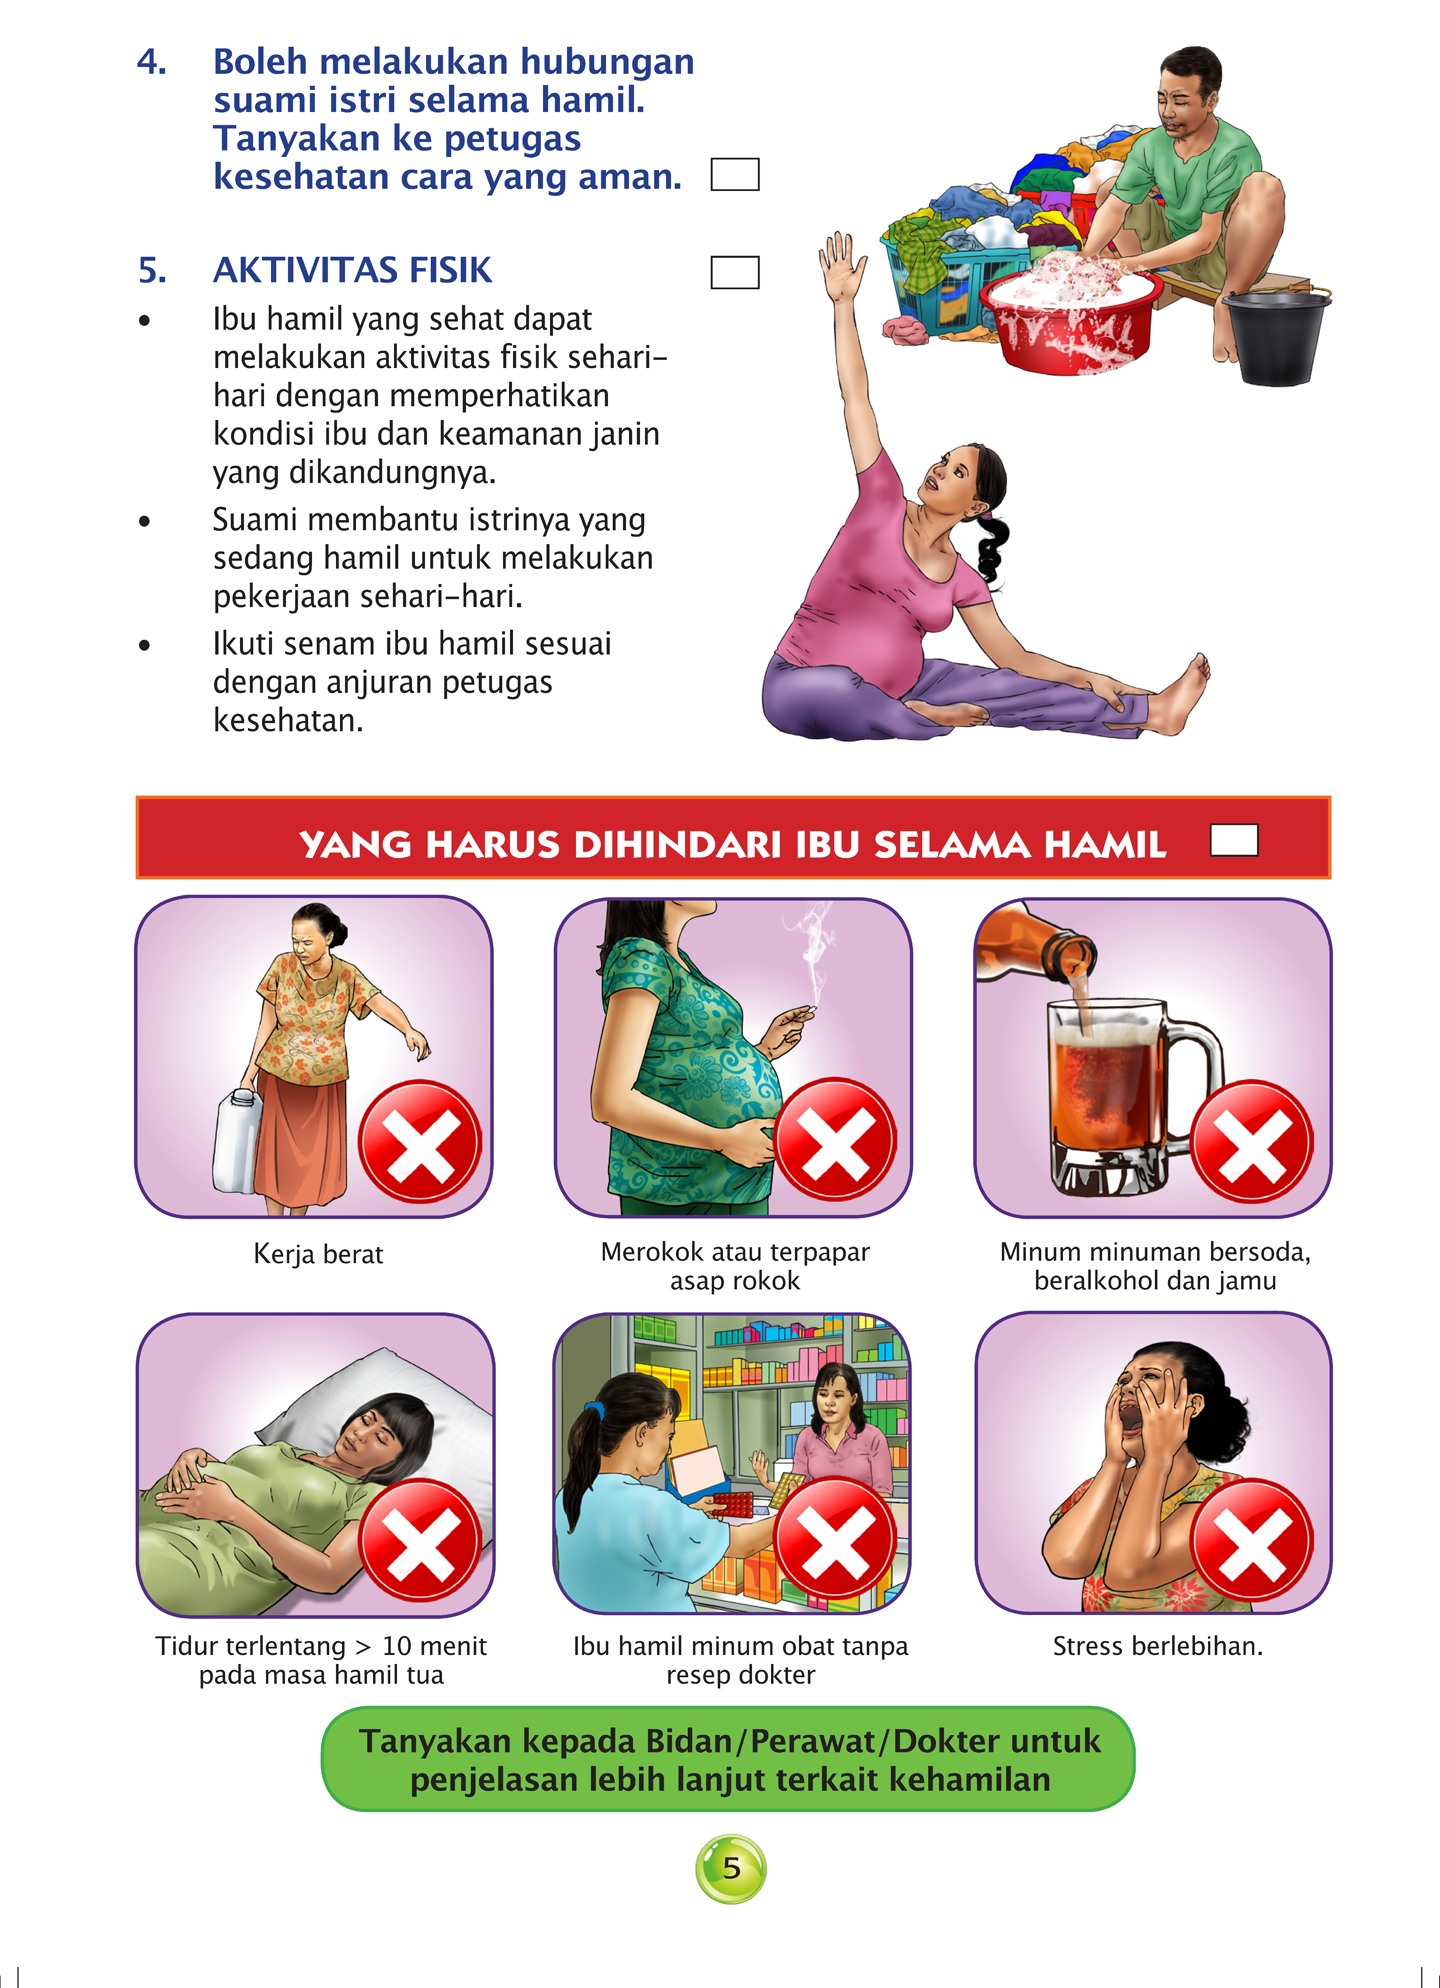 4. Boleh melakukan hubungan
suami istri selama hamil.
Tanyakan ke petugas
kesehatan cara yang aman.
5. AKTIVITAS FISIK
• Ibu hamil yang sehat dapat
melakukan aktivitas fisik sehari-
hari dengan memperhatikan
kondisi ibu dan keamanan janin
yang dikandungnya.
• Suami membantu istrinya yang
sedang hamil untuk melakukan
pekerjaan sehari-hari.
• Ikuti senam ibu hamil sesuai
dengan anjuran petugas
kesehatan.
YANG HARUS DIHINDARI IBU SELAMA HAMIL
Kerja berat
Merokok atau terpapar
asap rokok
Minum minuman bersoda,
beralkohol dan jamu
Tidur terlentang > 10 menit
pada masa hamil tua
Ibu hamil minum obat tanpa
resep dokter
Stress berlebihan.
Tanyakan kepada Bidan/Perawat/Dokter untuk
penjelasan lebih lanjut terkait kehamilan
5